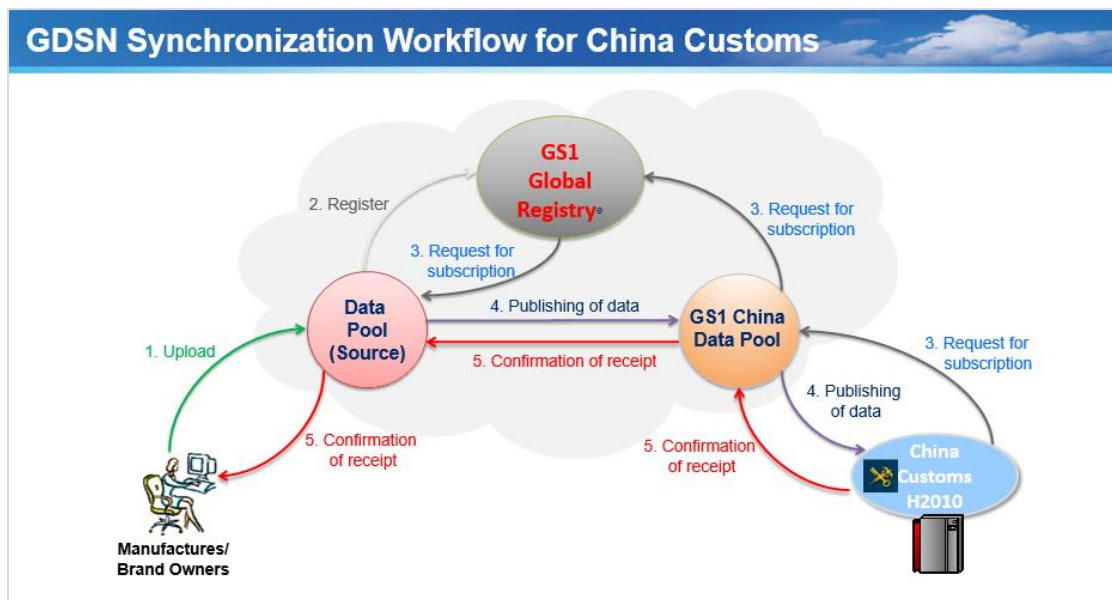 GDSN Synchronization Workflow for China Customs
GS1
Global
Registry®
2. Register
3. Request for
subscription
3. Request for
subscription
Data
Pool
(Source)
4. Publishing of data
GS1 China
Data Pool
1. Upload
5. Confirmation of receipt
3. Request for
subscription
4. Publishing
of data
5. Confirmation
of receipt
5. Confirmation
of receipt
China
Customs
H2010
Manufactures/
Brand Owners